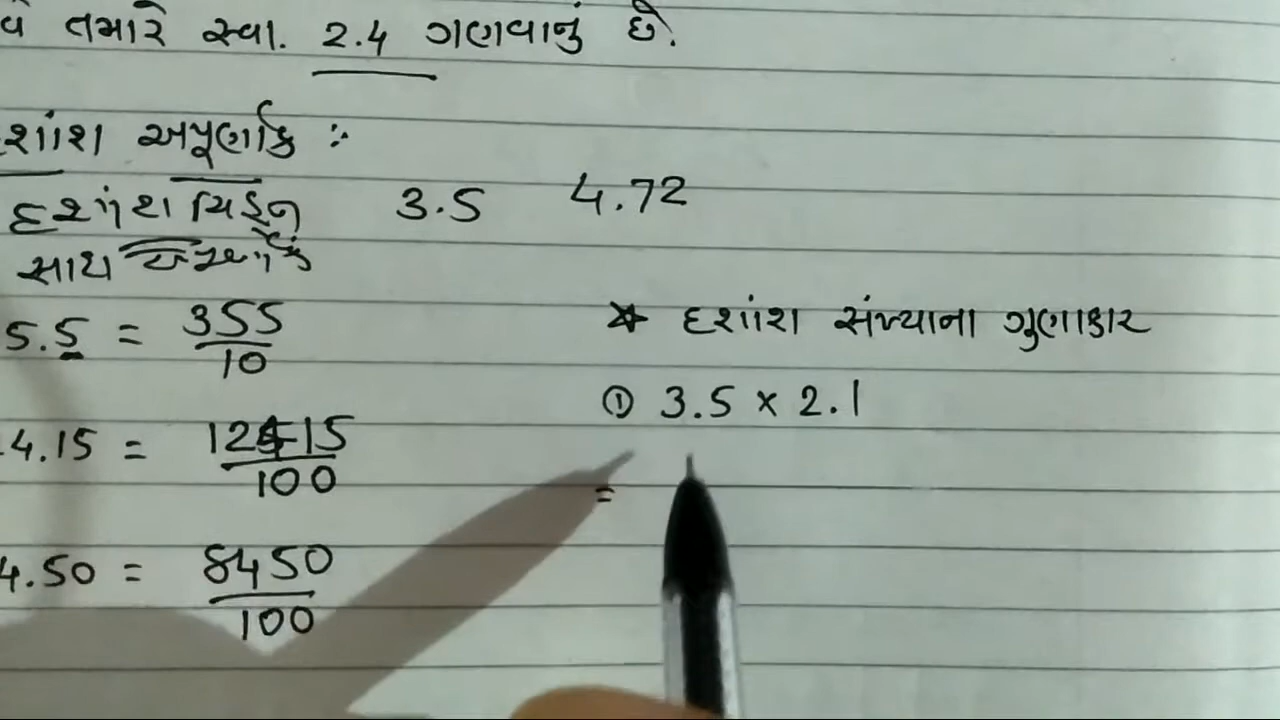 વે તમારે સ્વા. 2.4 ગણવાનું છે.
શાંશ અપૂર્ણાંક :
દશાંશ ચિહ્ન 3.5 4.72
સાથ
5.5 = 355/10
* દશાંશ સંખ્યાના ગુણાકાર
① 3.5 × 2.1
4.15 = 12415/100
=
4.50 = 8450/100